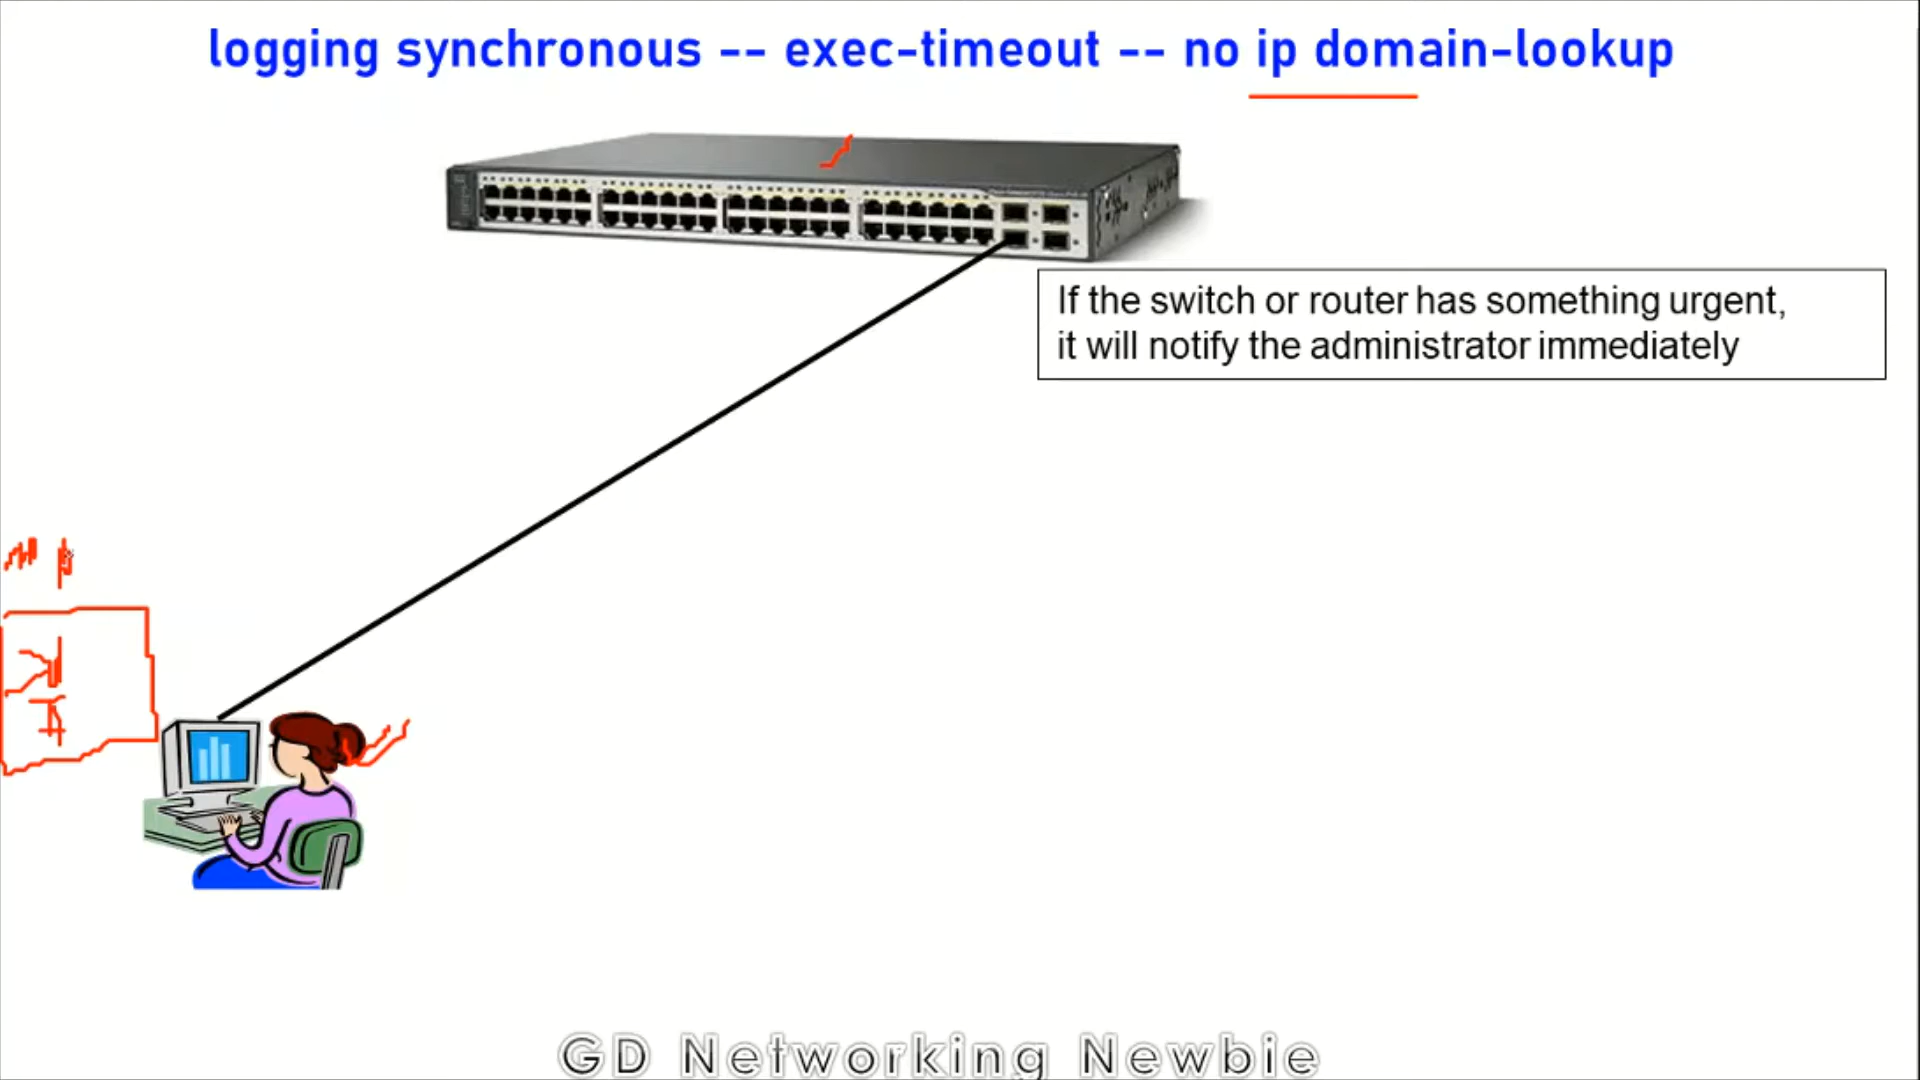 logging synchronous -- exec-timeout -- no ip domain-lookup
If the switch or router has something urgent,
it will notify the administrator immediately
GD Networking Newbie